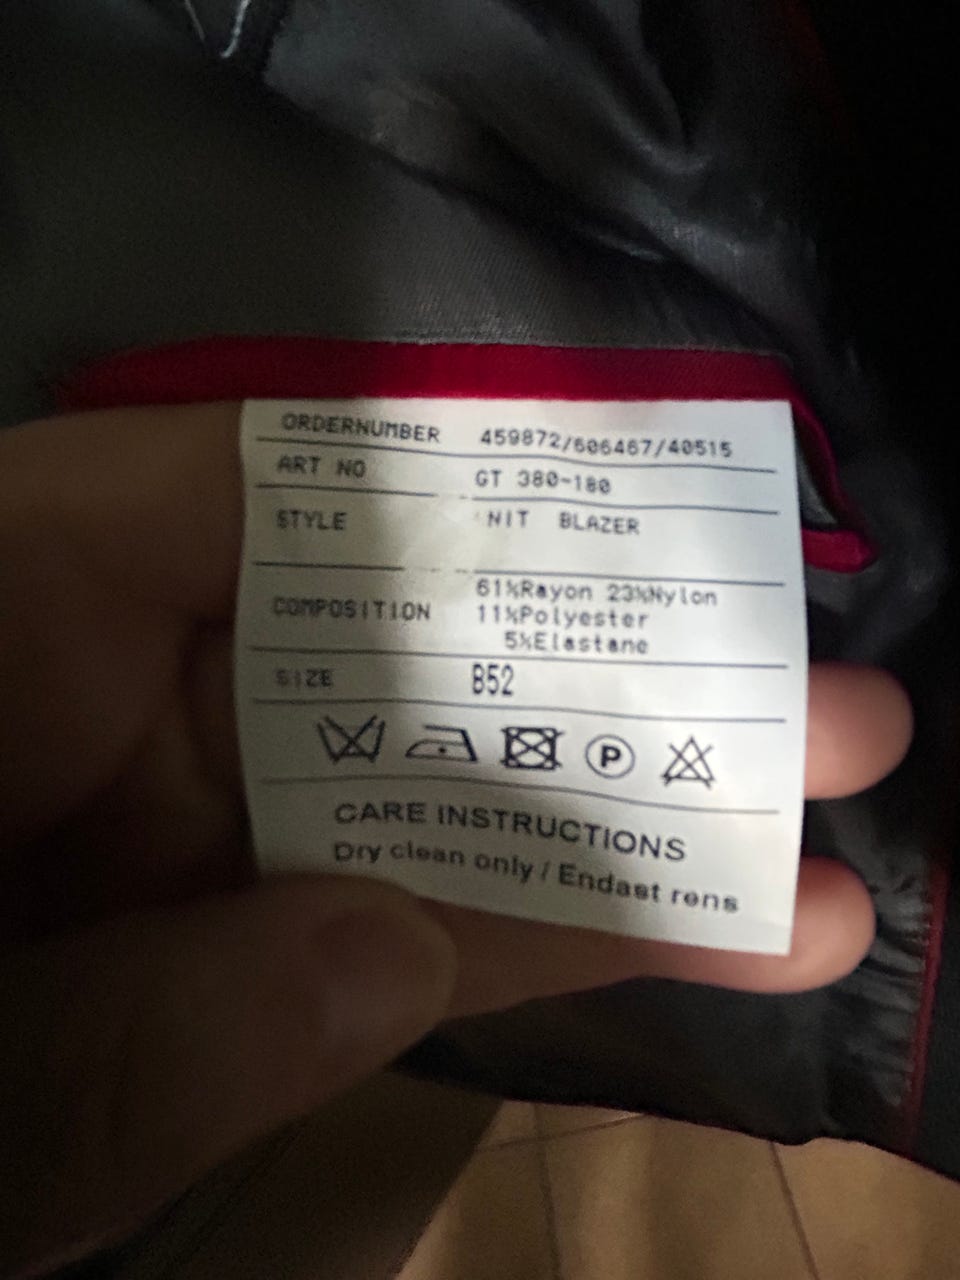 ORDERNUMBER 459872/606467/40515
ART NO GT 380-180
STYLE NIT BLAZER
COMPOSITION 61%Rayon 23%Nylon
11%Polyester
5%Elastane
SIZE B52
P
CARE INSTRUCTIONS
Dry clean only / Endast rens